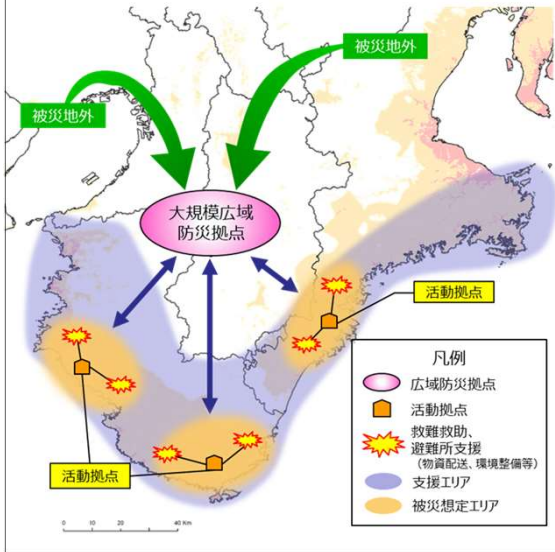 被災地外
被災地外
大規模広域
防災拠点
活動拠点
活動拠点
凡例
広域防災拠点
活動拠点
救難救助、
避難所支援
(物資配送、環境整備等)
支援エリア
被災想定エリア
0 10 20 40 Km